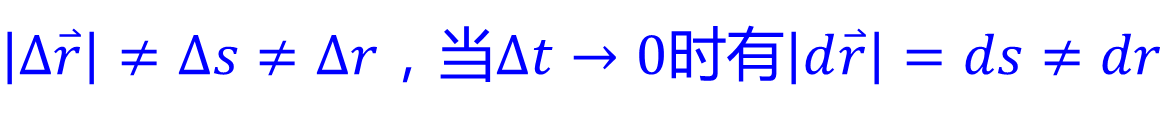 |Δr⃗| ≠ Δs ≠ Δr，当Δt → 0时有|dr⃗| = ds ≠ dr